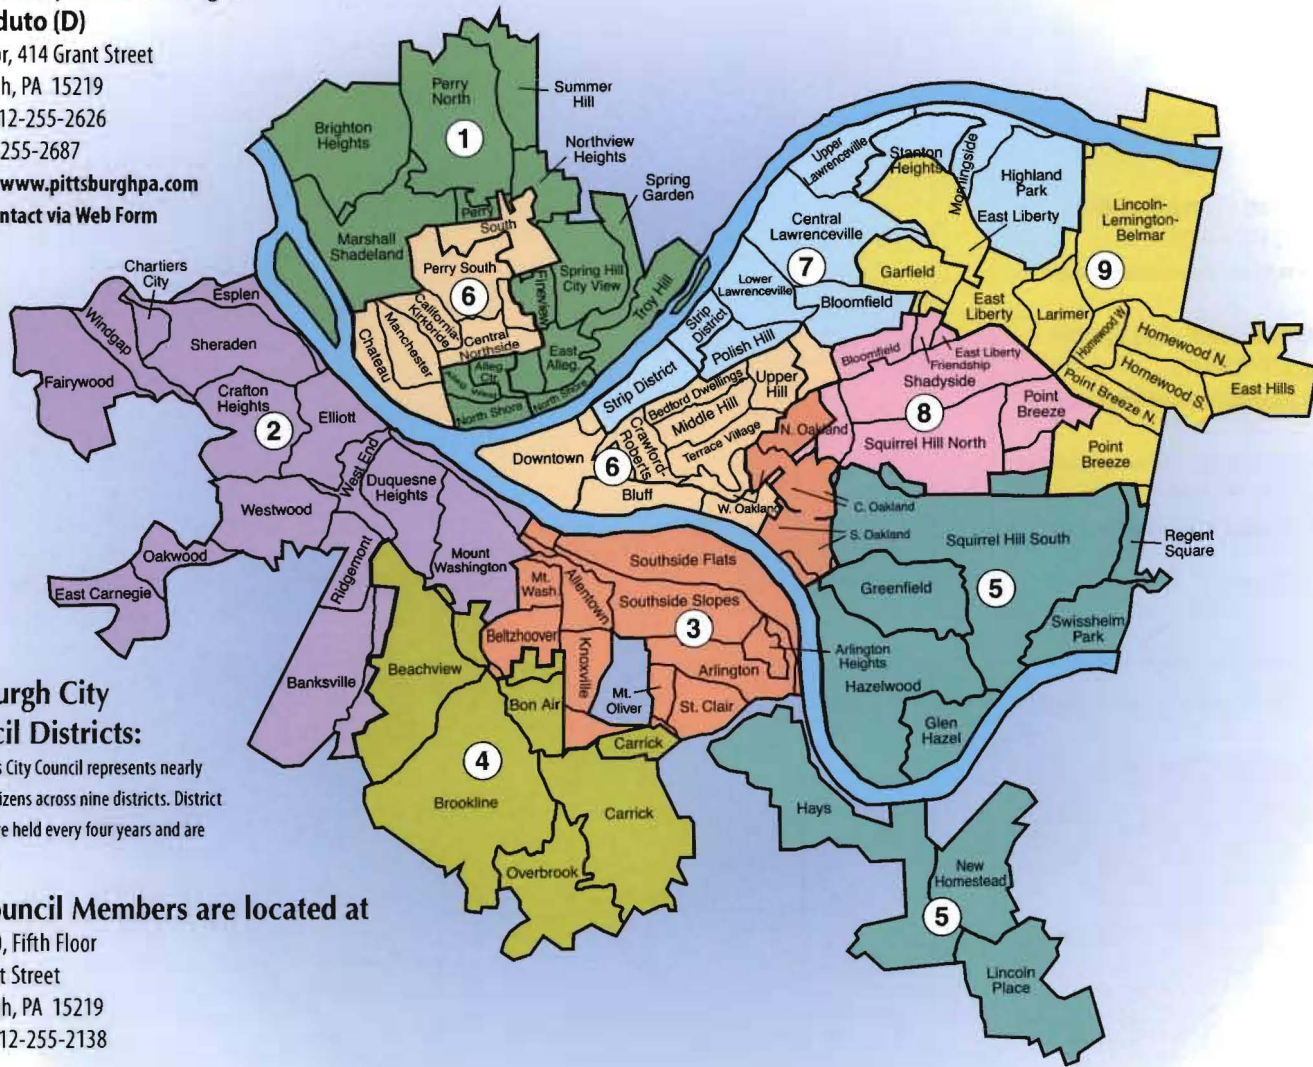 duto (D)
or, 414 Grant Street
h, PA 15219
12-255-2626
255-2687
www.pittsburghpa.com
ntact via Web Form
Perry
North
1
Summer
Hill
Brighton
Heights
Northview
Heights
Spring
Garden
Perry
South
Marshall
Shadeland
Perry South
6
Fineview
Spring Hill
City View
Troy Hill
California-
Kirkbride
Manchester
Chateau
Central
Northside
Alleg.
Ctr.
Alleg. West
East
Alleg.
North Shore
North Shore
Upper
Lawrenceville
Stanton
Heights
Morningside
Highland
Park
East Liberty
Central
Lawrenceville
7
Lower
Lawrenceville
Bloomfield
Strip
District
Polish Hill
Strip District
Lincoln-
Lemington-
Belmar
9
Garfield
East
Liberty
Larimer
Homewood W.
Homewood N.
Homewood S.
East Hills
Point Breeze N.
Point
Breeze
Bloomfield
East Liberty
Friendship
Shadyside
8
Point
Breeze
Squirrel Hill North
Chartiers
City
Esplen
Windgap
Sheraden
Fairywood
Crafton
Heights
2
Elliott
West End
Duquesne
Heights
Westwood
Oakwood
East Carnegie
Ridgemont
Mount
Washington
Banksville
Bedford Dwellings
Upper
Hill
Middle Hill
Crawford-
Roberts
Terrace Village
Downtown
6
Bluff
W. Oakland
N. Oakland
C. Oakland
S. Oakland
Southside Flats
Mt.
Wash.
Allentown
Southside Slopes
3
Beltzhoover
Knoxville
Arlington
Arlington
Heights
Mt.
Oliver
St. Clair
Squirrel Hill South
Regent
Square
Greenfield
5
Swisshelm
Park
Hazelwood
Glen
Hazel
Beachview
Bon Air
Carrick
4
Brookline
Carrick
Overbrook
Hays
New
Homestead
5
Lincoln
Place
urgh City
cil Districts:
s City Council represents nearly
izens across nine districts. District
re held every four years and are
ouncil Members are located at
, Fifth Floor
t Street
h, PA 15219
12-255-2138